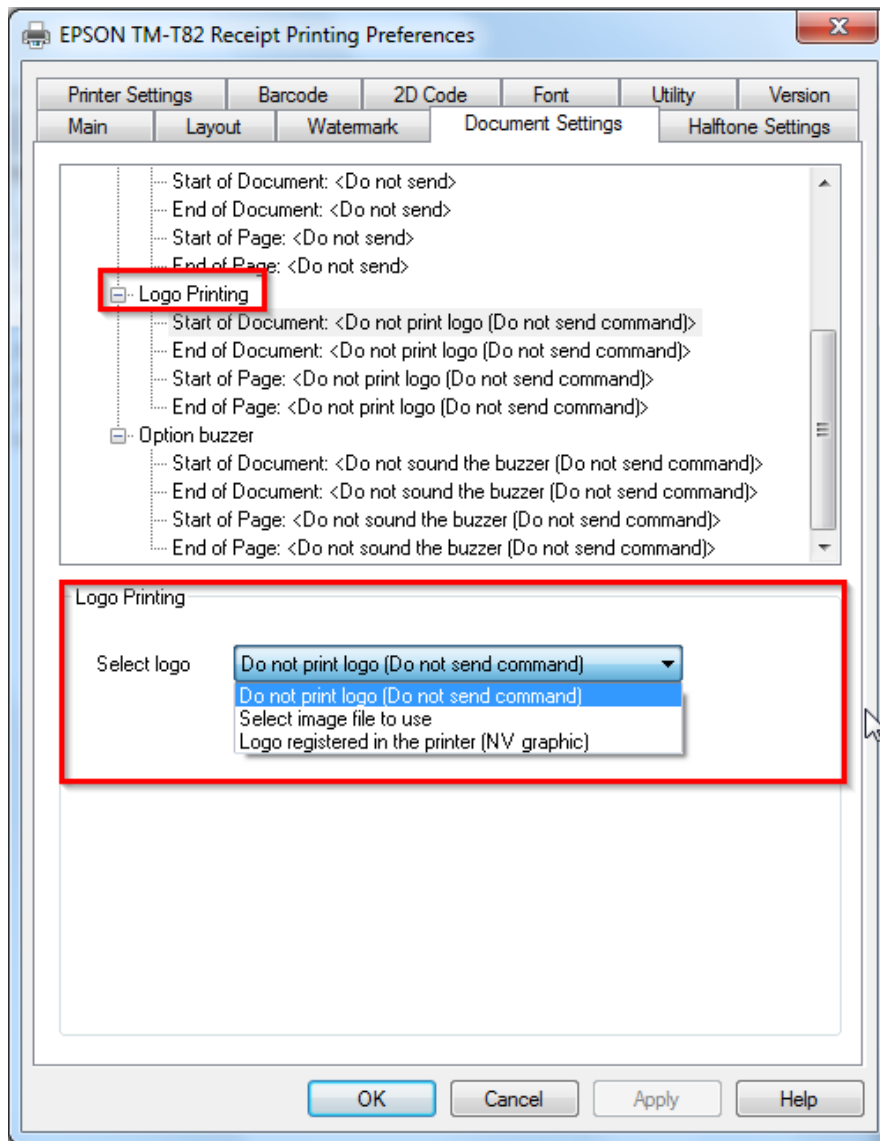 EPSON TM-T82 Receipt Printing Preferences
Printer Settings Barcode 2D Code Font Utility Version
Main Layout Watermark Document Settings Halftone Settings
Start of Document: <Do not send>
End of Document: <Do not send>
Start of Page: <Do not send>
End of Page: <Do not send>
Logo Printing
Start of Document: <Do not print logo (Do not send command)>
End of Document: <Do not print logo (Do not send command)>
Start of Page: <Do not print logo (Do not send command)>
End of Page: <Do not print logo (Do not send command)>
Option buzzer
Start of Document: <Do not sound the buzzer (Do not send command)>
End of Document: <Do not sound the buzzer (Do not send command)>
Start of Page: <Do not sound the buzzer (Do not send command)>
End of Page: <Do not sound the buzzer (Do not send command)>
Logo Printing
Select logo Do not print logo (Do not send command)
Do not print logo (Do not send command)
Select image file to use
Logo registered in the printer (NV graphic)
OK Cancel Apply Help